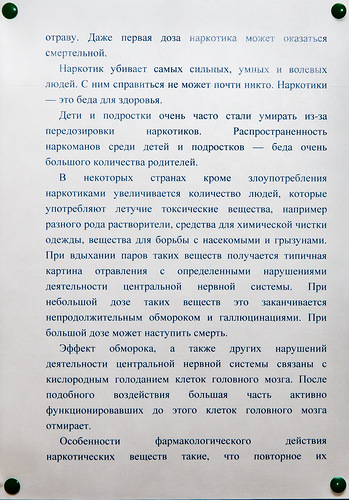 отраву. Даже первая доза наркотика может оказаться
смертельной.
Наркотик убивает самых сильных, умных и волевых
людей. С ним справиться не может почти никто. Наркотики
— это беда для здоровья.
Дети и подростки очень часто стали умирать из-за
передозировки наркотиков. Распространенность
наркоманов среди детей и подростков — беда очень
большого количества родителей.
В некоторых странах кроме злоупотребления
наркотиками увеличивается количество людей, которые
употребляют летучие токсические вещества, например
разного рода растворители, средства для химической чистки
одежды, вещества для борьбы с насекомыми и грызунами.
При вдыхании паров таких веществ получается типичная
картина отравления с определенными нарушениями
деятельности центральной нервной системы. При
небольшой дозе таких веществ это заканчивается
непродолжительным обмороком и галлюцинациями. При
большой дозе может наступить смерть.
Эффект обморока, а также других нарушений
деятельности центральной нервной системы связаны с
кислородным голоданием клеток головного мозга. После
подобного воздействия большая часть активно
функционировавших до этого клеток головного мозга
отмирает.
Особенности фармакологического действия
наркотических веществ такие, что повторное их